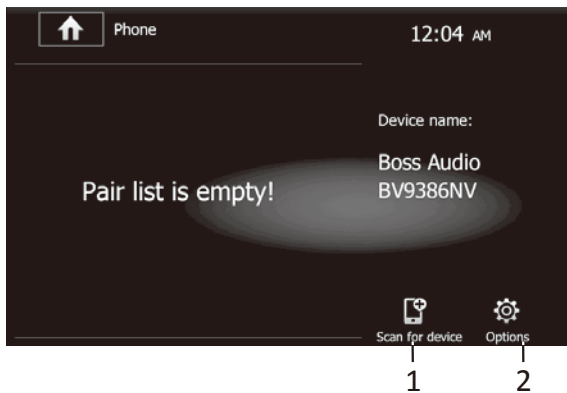 Phone
12:04 AM
Device name:
Boss Audio
BV9386NV
Pair list is empty!
Scan for device
Options
1
2